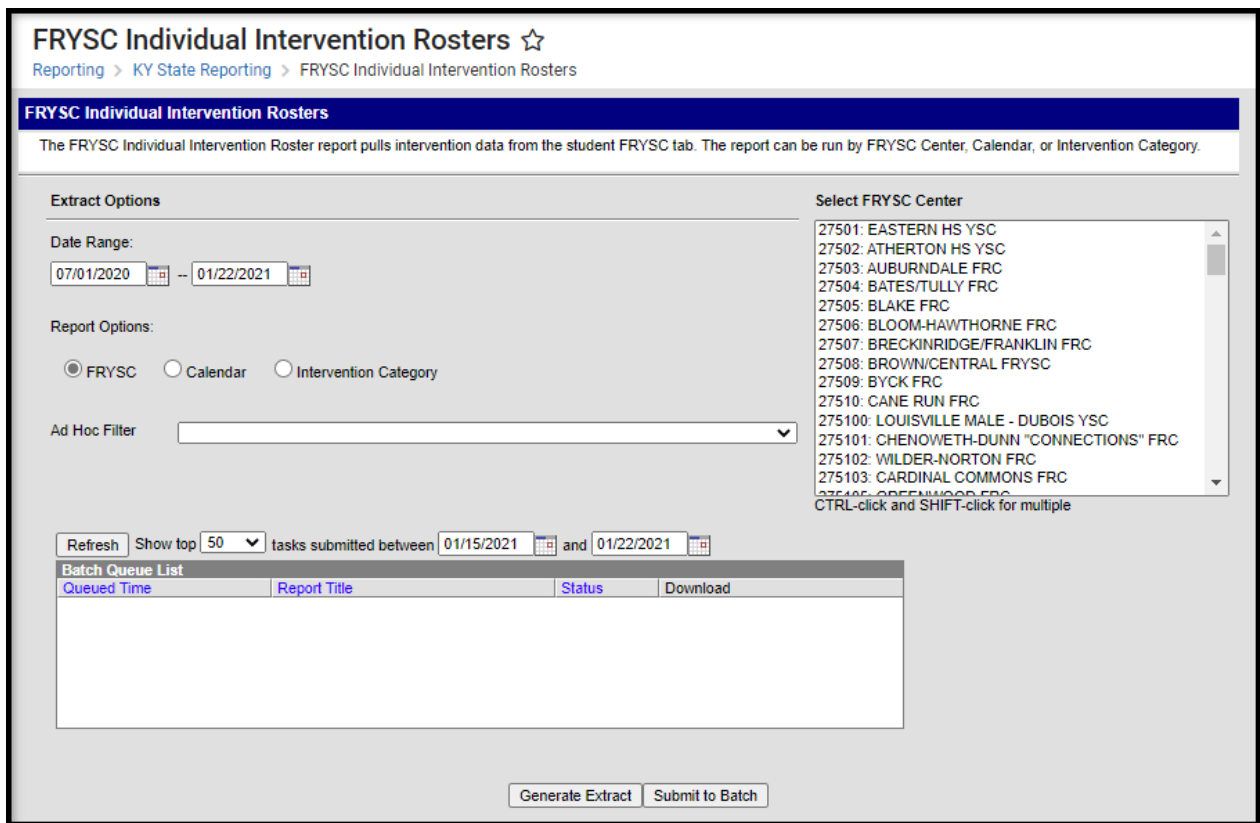 FRYSC Individual Intervention Rosters ☆
Reporting > KY State Reporting > FRYSC Individual Intervention Rosters
FRYSC Individual Intervention Rosters
The FRYSC Individual Intervention Roster report pulls intervention data from the student FRYSC tab. The report can be run by FRYSC Center, Calendar, or Intervention Category.
Extract Options
Date Range:
07/01/2020 -- 01/22/2021
Report Options:
FRYSC Calendar Intervention Category
Ad Hoc Filter
Select FRYSC Center
27501: EASTERN HS YSC
27502: ATHERTON HS YSC
27503: AUBURNDALE FRC
27504: BATES/TULLY FRC
27505: BLAKE FRC
27506: BLOOM-HAWTHORNE FRC
27507: BRECKINRIDGE/FRANKLIN FRC
27508: BROWN/CENTRAL FRYSC
27509: BYCK FRC
27510: CANE RUN FRC
275100: LOUISVILLE MALE - DUBOIS YSC
275101: CHENOWETH-DUNN "CONNECTIONS" FRC
275102: WILDER-NORTON FRC
275103: CARDINAL COMMONS FRC
275105: GREENWOOD FRC
CTRL-click and SHIFT-click for multiple
Refresh Show top 50 tasks submitted between 01/15/2021 and 01/22/2021
Batch Queue List
Queued Time Report Title Status Download
Generate Extract Submit to Batch